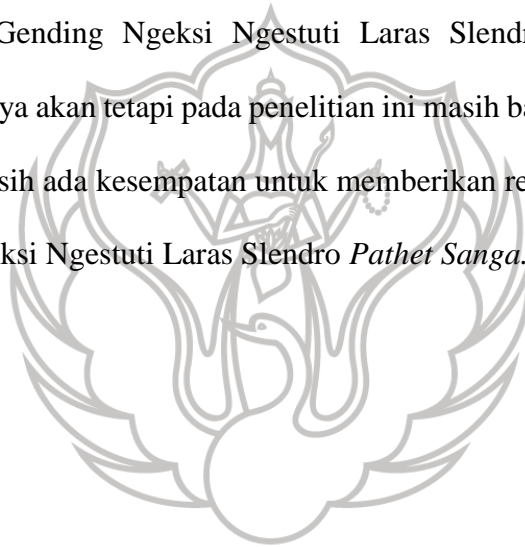 Gending Ngeksi Ngestuti Laras Slendr
ya akan tetapi pada penelitian ini masih ba
sih ada kesempatan untuk memberikan re
ksi Ngestuti Laras Slendro Pathet Sanga.